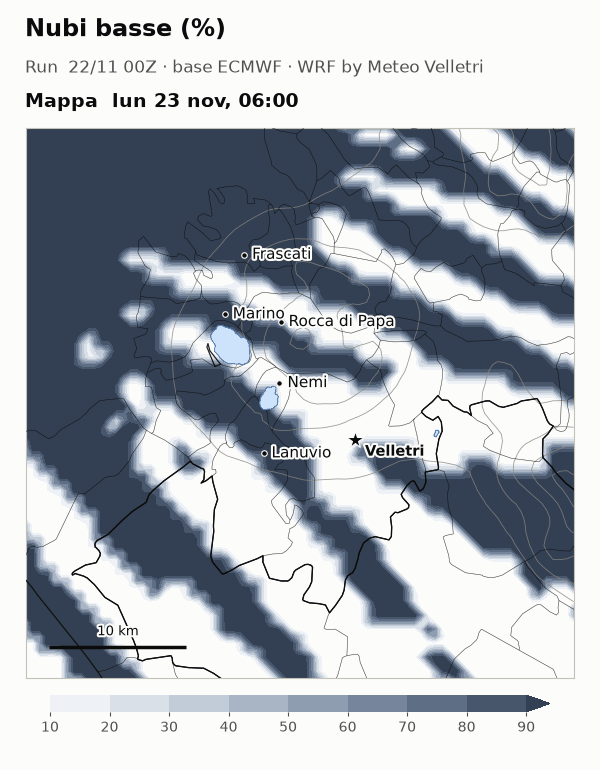 Nubi basse (%)
Run  22/11 00Z · base ECMWF · WRF by Meteo Velletri
Mappa  lun 23 nov, 06:00
Frascati
Marino
Rocca di Papa
Nemi
Velletri
Lanuvio
10 km
10 20 30 40 50 60 70 80 90